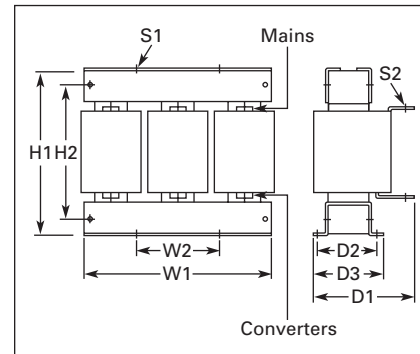 S1
Mains
S2
H1
H2
W2
W1
D2
D3
D1
Converters